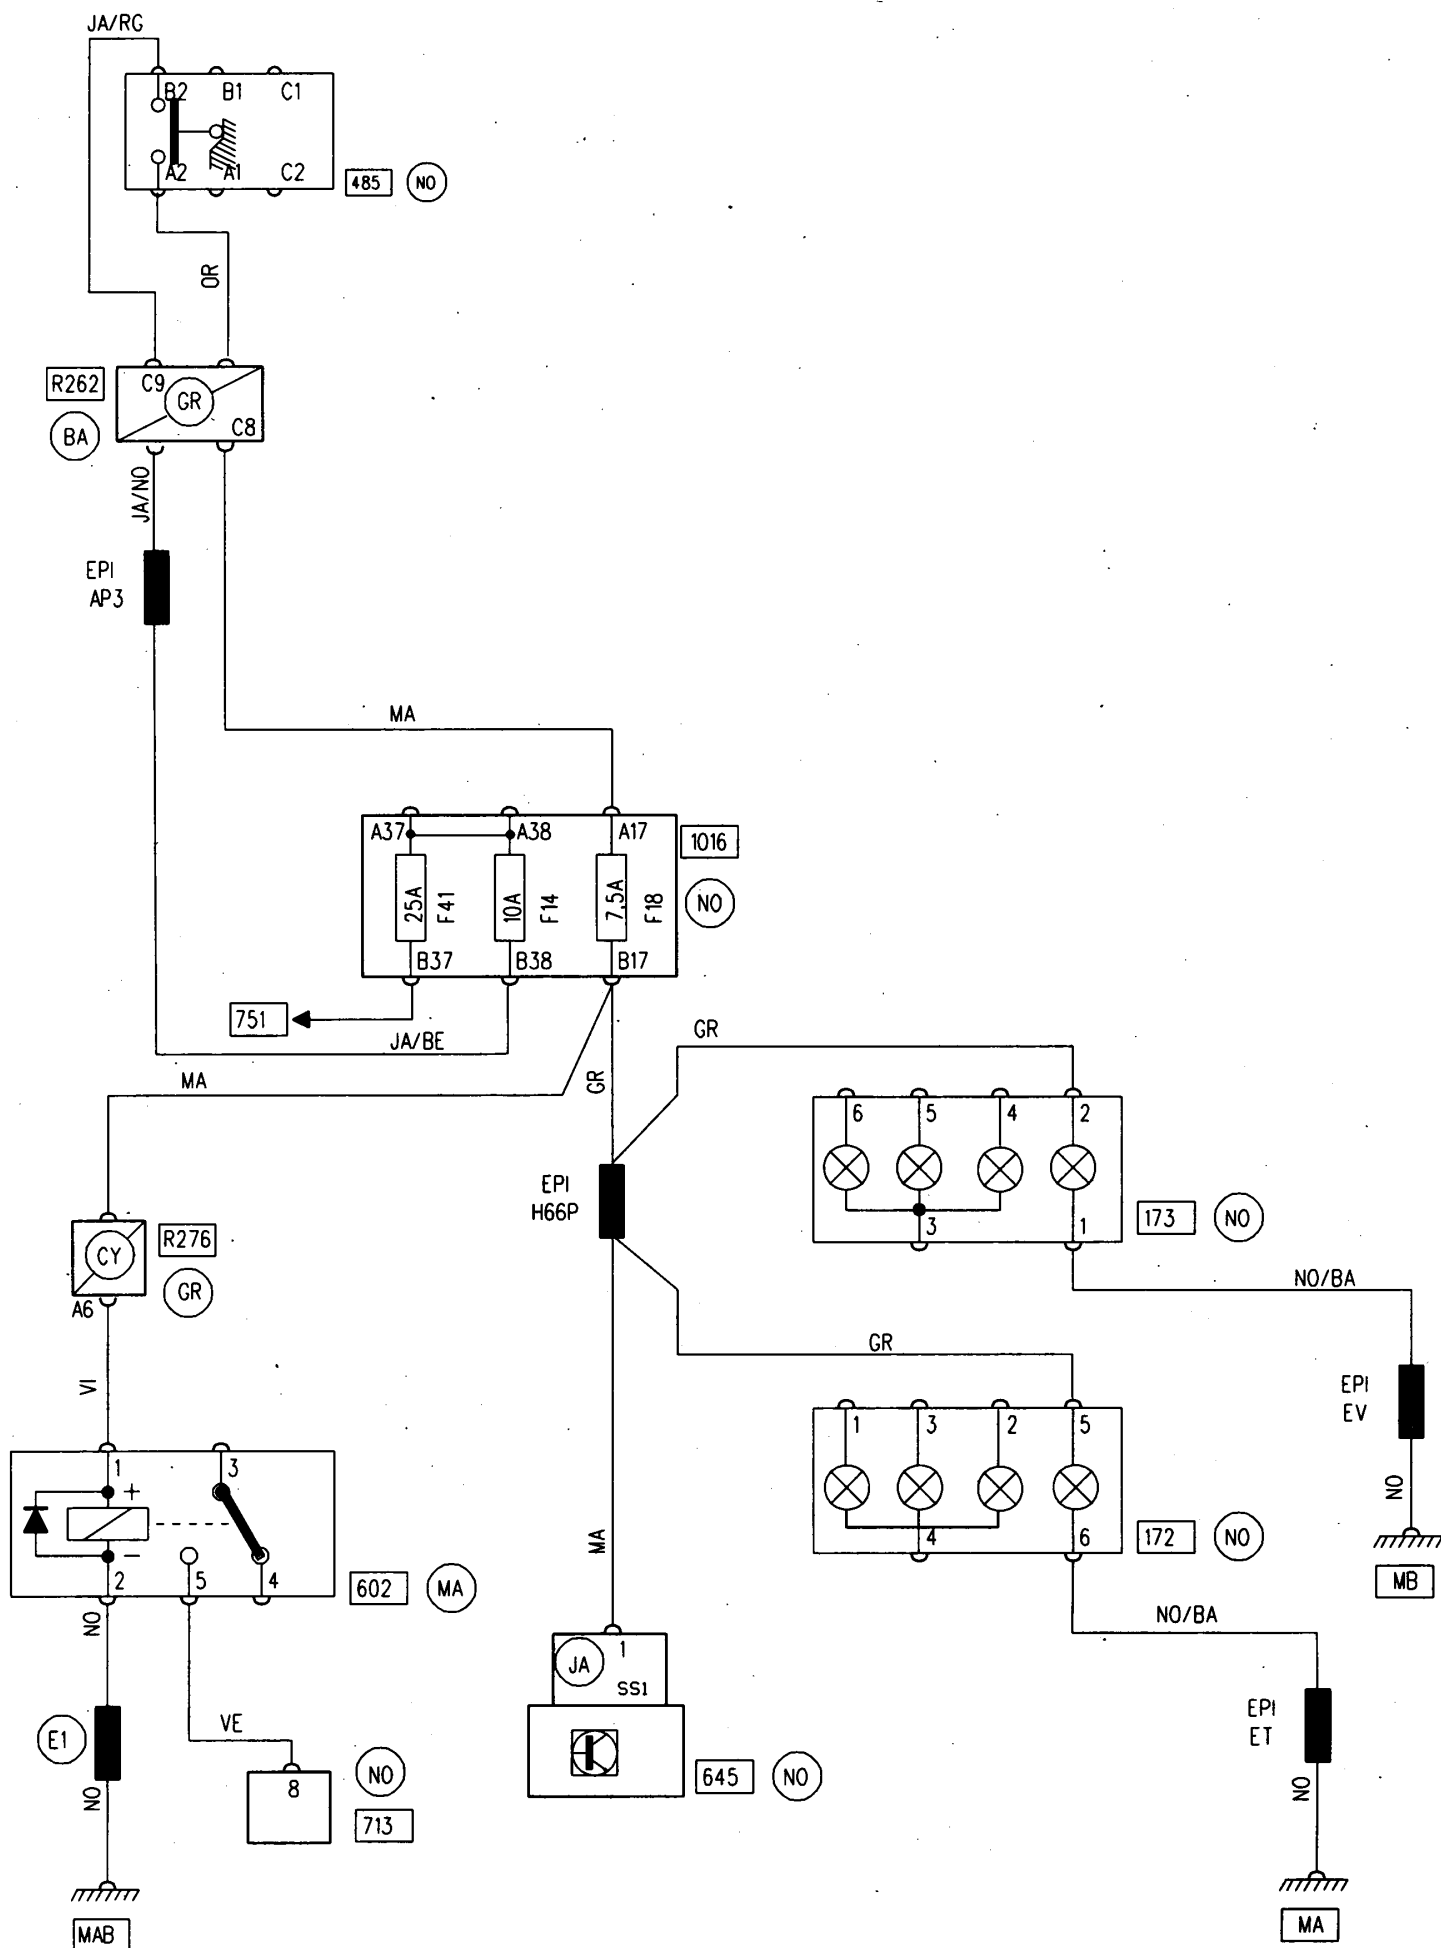 JA/RG
B2 B1 C1
A2 A1 C2
485 NO
OR
R262
C9 GR C8
BA
JA/NO
EPI
AP3
MA
A37 A38 A17
1016
25A F41 10A F14 7.5A F18
NO
B37 B38 B17
751
JA/BE
MA
GR
GR
6 5 4 2
EPI
H66P
3 1
173 NO
CY
R276
A6
GR
NO/BA
VI
GR
EPI
EV
NO
1 3 2 5
4 6
172 NO
MB
1 3
+
-
2 5 4
602 MA
NO
MA
NO/BA
JA 1
SS1
E1
VE
NO
8
NO
713
645 NO
EPI
ET
NO
MAB
MA